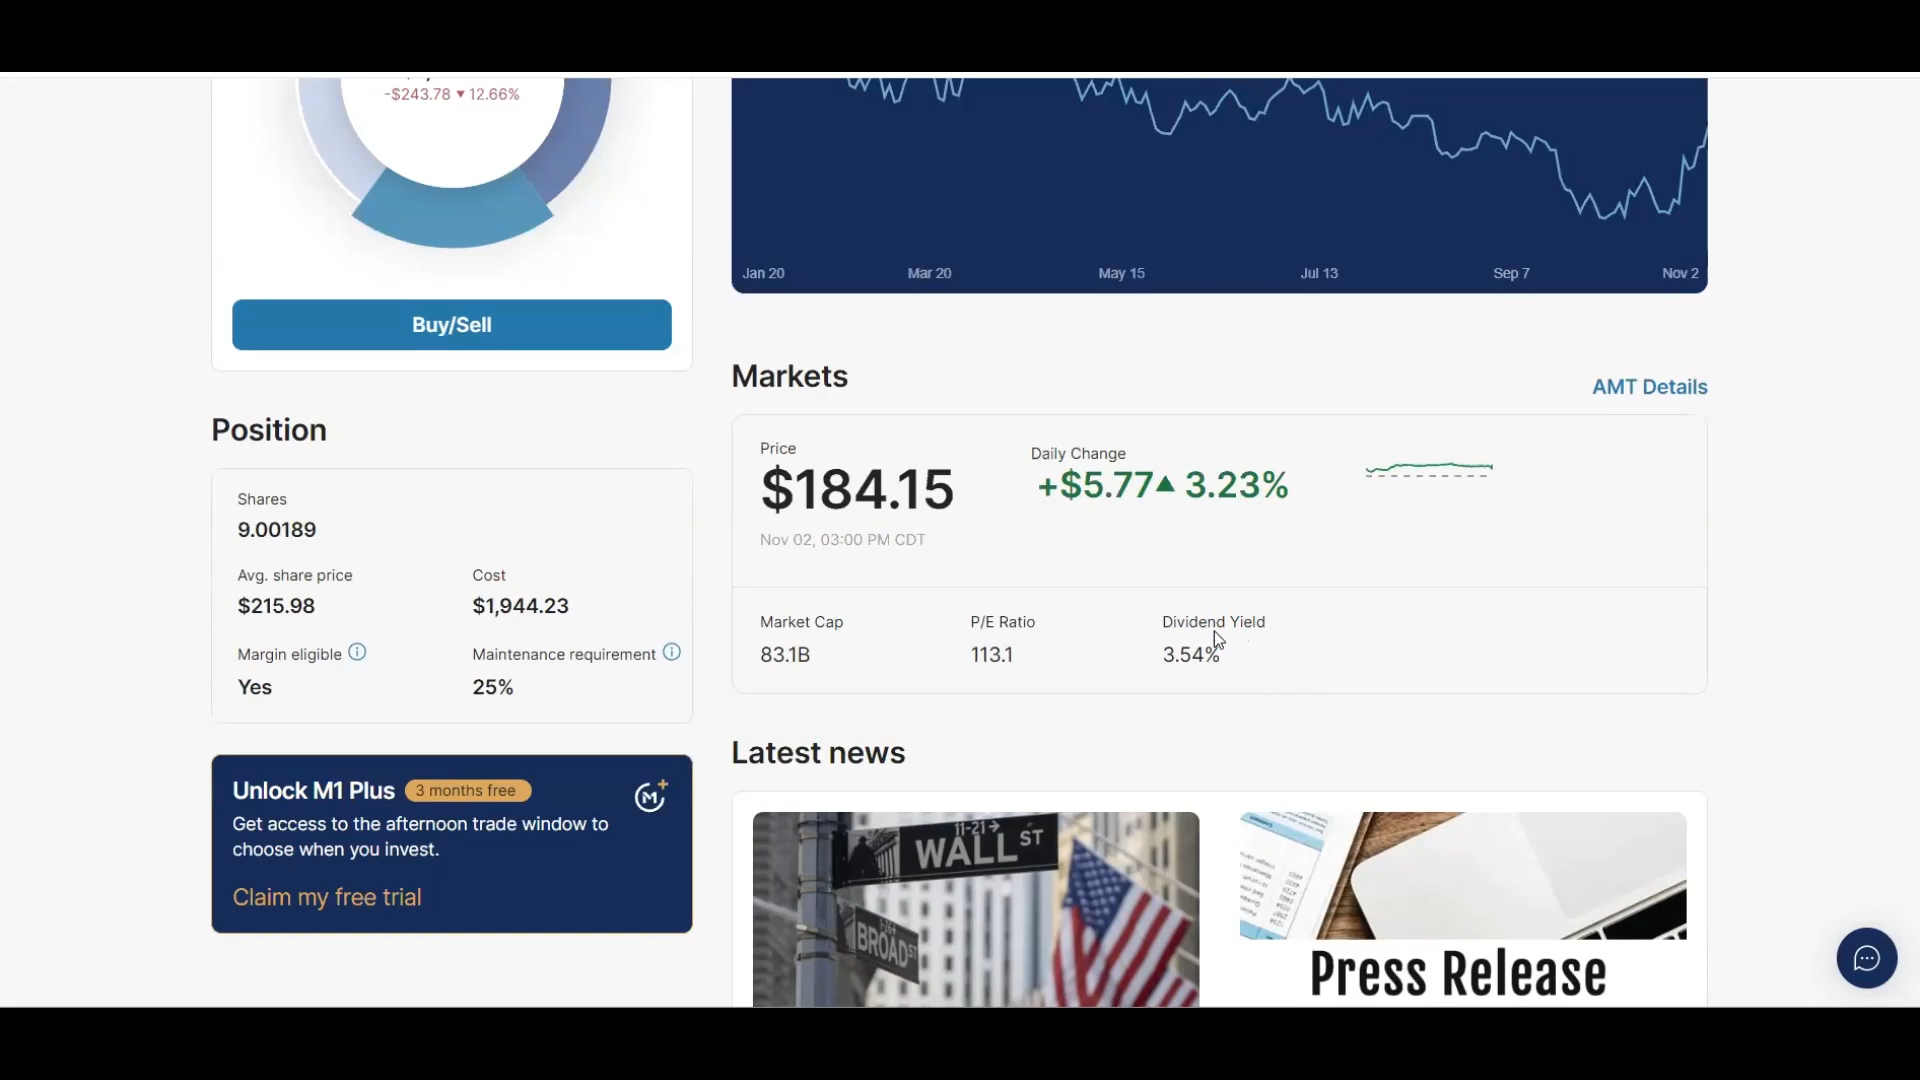 -$243.78 ▼ 12.66%
Buy/Sell
Position
Shares
9.00189
Avg. share price
$215.98
Cost
$1,944.23
Margin eligible
Yes
Maintenance requirement
25%
Unlock M1 Plus 3 months free
Get access to the afternoon trade window to
choose when you invest.
Claim my free trial
Jan 20 Mar 20 May 15 Jul 13 Sep 7 Nov 2
Markets
AMT Details
Price
$184.15
Nov 02, 03:00 PM CDT
Daily Change
+$5.77▲ 3.23%
Market Cap
83.1B
P/E Ratio
113.1
Dividend Yield
3.54%
Latest news
11-21→
WALL ST
BROAD ST
Press Release